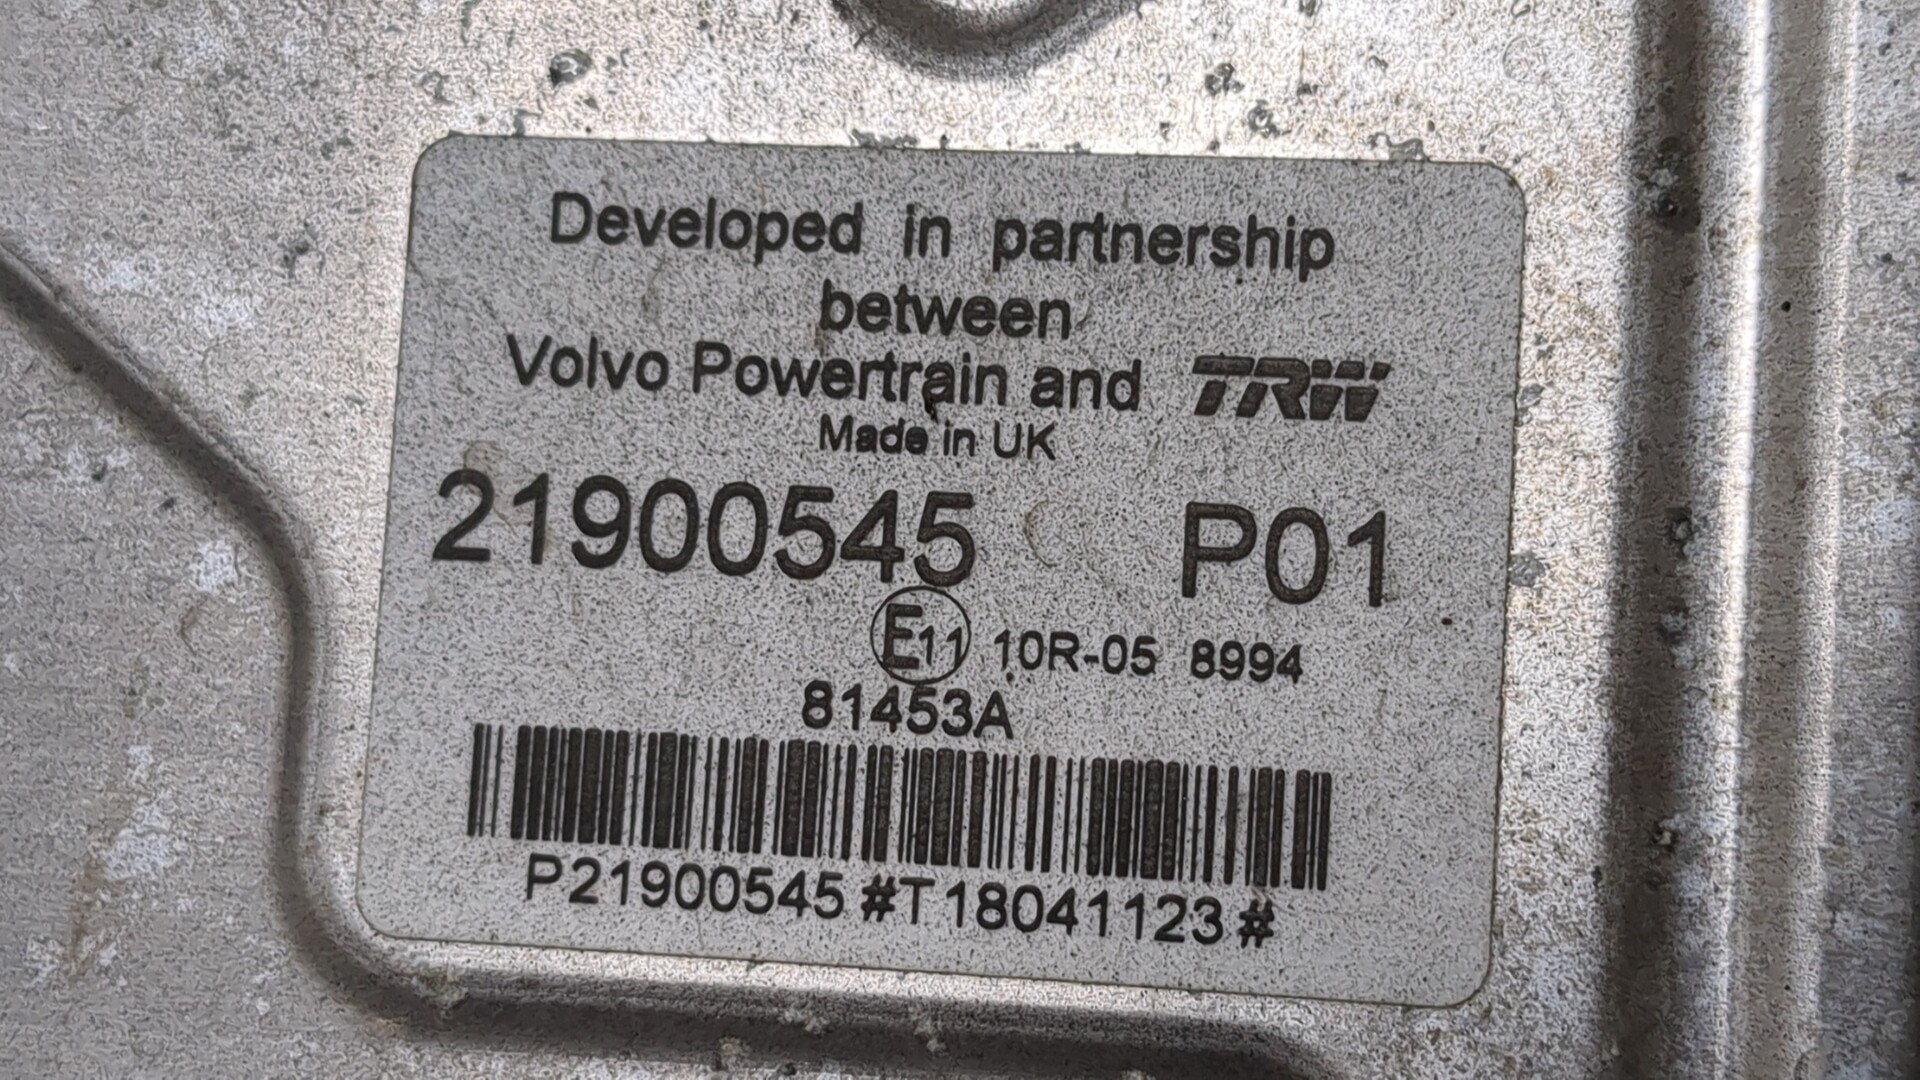 Developed in partnership
between
Volvo Powertrain and TRW
Made in UK
21900545 P01
E11 10R-05 8994
81453A
P21900545#T18041123#